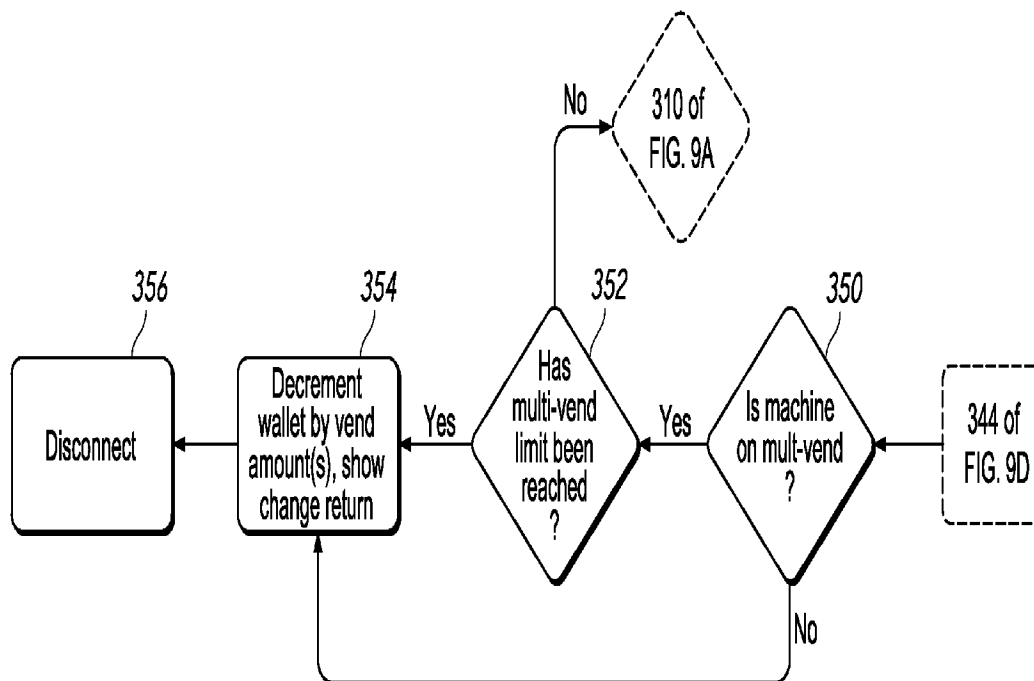 No
310 of
FIG. 9A
356
354
352
350
Disconnect
Decrement
wallet by vend
amount(s), show
change return
Yes
Has
multi-vend
limit been
reached
?
Yes
Is machine
on mult-vend
?
344 of
FIG. 9D
No